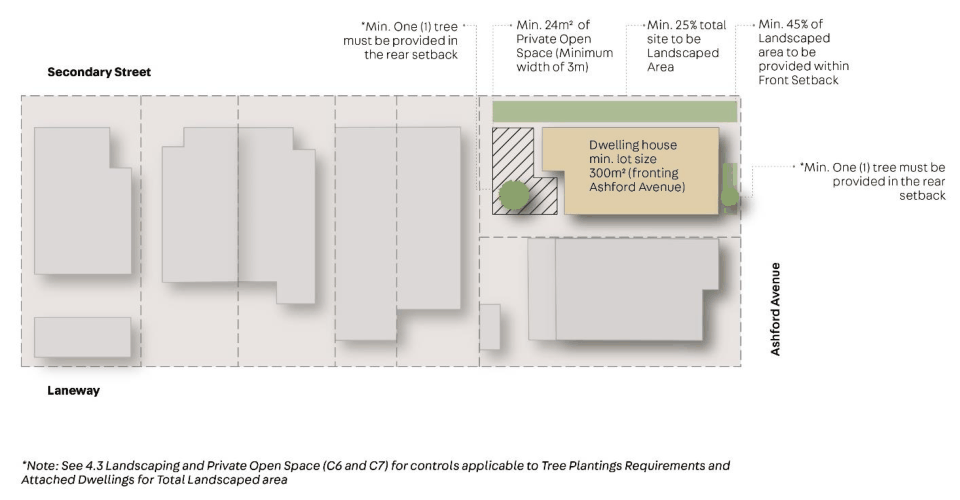 *Min. One (1) tree
must be provided in
the rear setback
Min. 24m² of
Private Open
Space (Minimum
width of 3m)
Min. 25% total
site to be
Landscaped
Area
Min. 45% of
Landscaped
area to be
provided within
Front Setback
Secondary Street
Dwelling house
min. lot size
300m² (fronting
Ashford Avenue)
*Min. One (1) tree must be
provided in the rear
setback
Ashford Avenue
Laneway
*Note: See 4.3 Landscaping and Private Open Space (C6 and C7) for controls applicable to Tree Plantings Requirements and
Attached Dwellings for Total Landscaped area